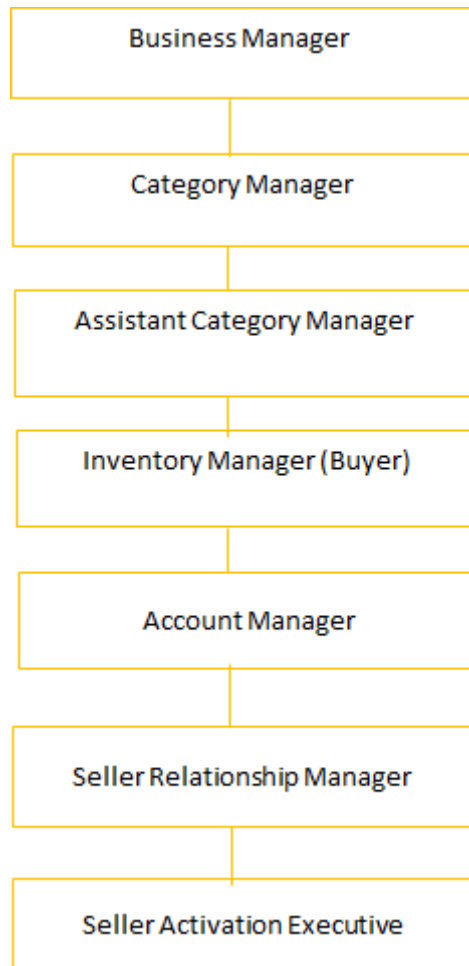 Business Manager
Category Manager
Assistant Category Manager
Inventory Manager (Buyer)
Account Manager
Seller Relationship Manager
Seller Activation Executive